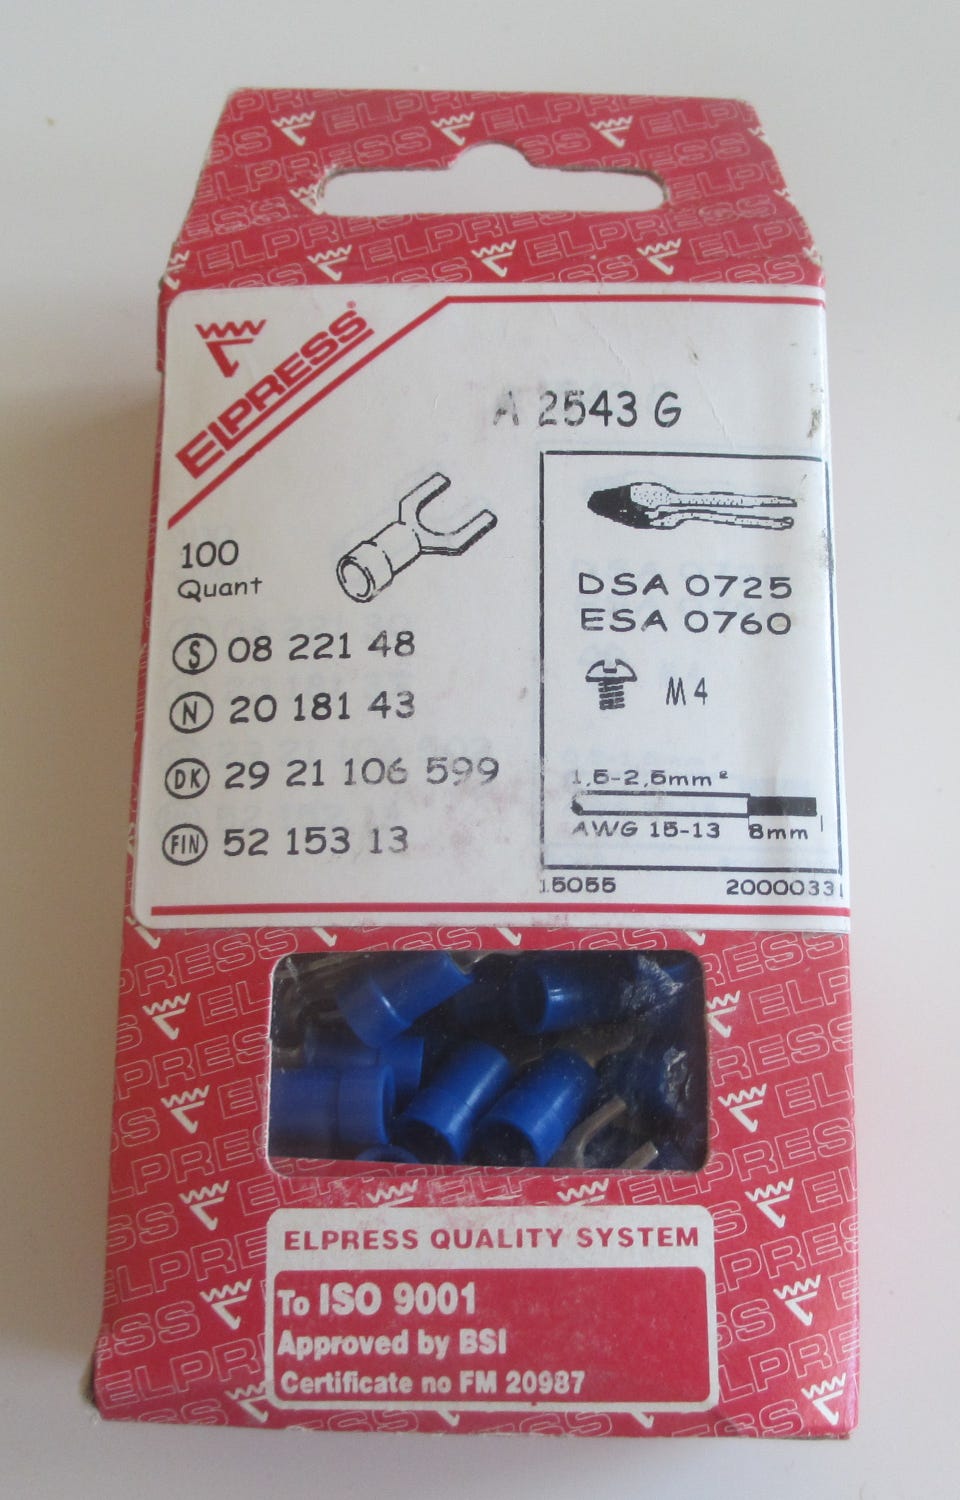 ELPRESS®
A 2543 G
100
Quant
S 08 221 48
N 20 181 43
DK 29 21 106 599
FIN 52 153 13
DSA 0725
ESA 0760
M4
1,5-2,5mm²
AWG 15-13 8mm
15055 20000331
ELPRESS QUALITY SYSTEM
To ISO 9001
Approved by BSI
Certificate no FM 20987